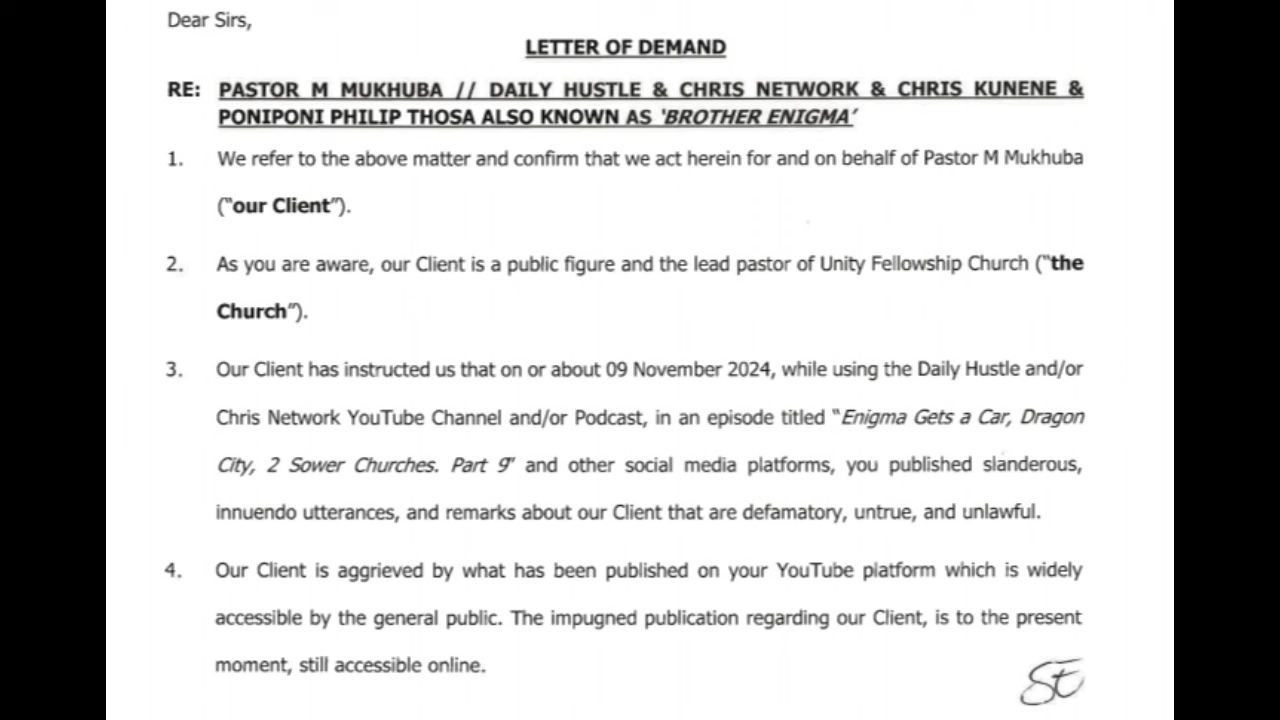 Dear Sirs,
LETTER OF DEMAND
RE: PASTOR M MUKHUBA // DAILY HUSTLE & CHRIS NETWORK & CHRIS KUNENE &
PONIPONI PHILIP THOSA ALSO KNOWN AS 'BROTHER ENIGMA'
1. We refer to the above matter and confirm that we act herein for and on behalf of Pastor M Mukhuba
("our Client").
2. As you are aware, our Client is a public figure and the lead pastor of Unity Fellowship Church ("the
Church").
3. Our Client has instructed us that on or about 09 November 2024, while using the Daily Hustle and/or
Chris Network YouTube Channel and/or Podcast, in an episode titled "Enigma Gets a Car, Dragon
City, 2 Sower Churches. Part 9" and other social media platforms, you published slanderous,
innuendo utterances, and remarks about our Client that are defamatory, untrue, and unlawful.
4. Our Client is aggrieved by what has been published on your YouTube platform which is widely
accessible by the general public. The impugned publication regarding our Client, is to the present
moment, still accessible online.